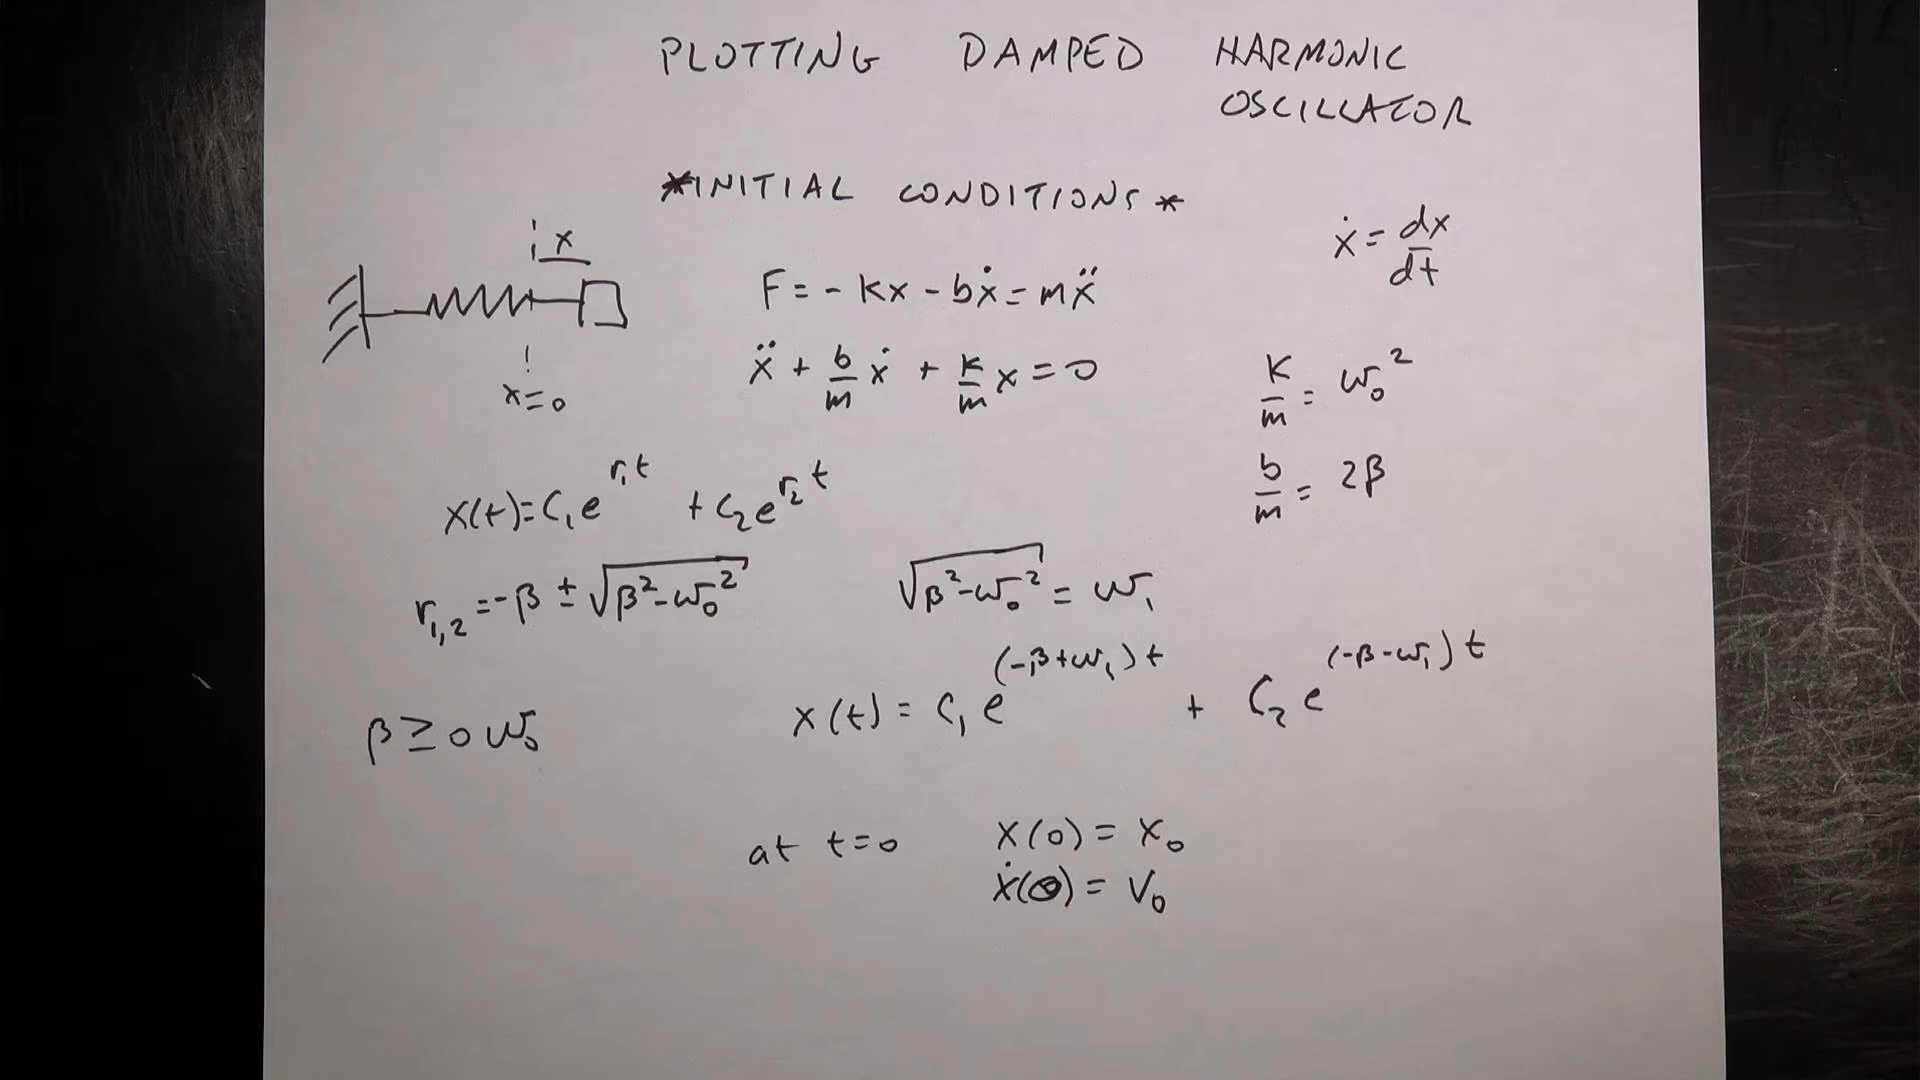 PLOTTING DAMPED HARMONIC
OSCILLATOR
*INITIAL CONDITIONS*
ẋ = dx/dt
x
x=0
F = -kx - bẋ = mẍ
ẍ + b/m ẋ + k/m x = 0
k/m = ω₀²
b/m = 2β
x(t) = C₁e^(r₁t) + C₂e^(r₂t)
r₁,₂ = -β ± √(β²-ω₀²)
√(β²-ω₀²) = ω₁
β ≥ 0 ω₀
x(t) = C₁e^((-β+ω₁)t) + C₂e^((-β-ω₁)t)
at t=0 x(0) = x₀
ẋ(0) = v₀